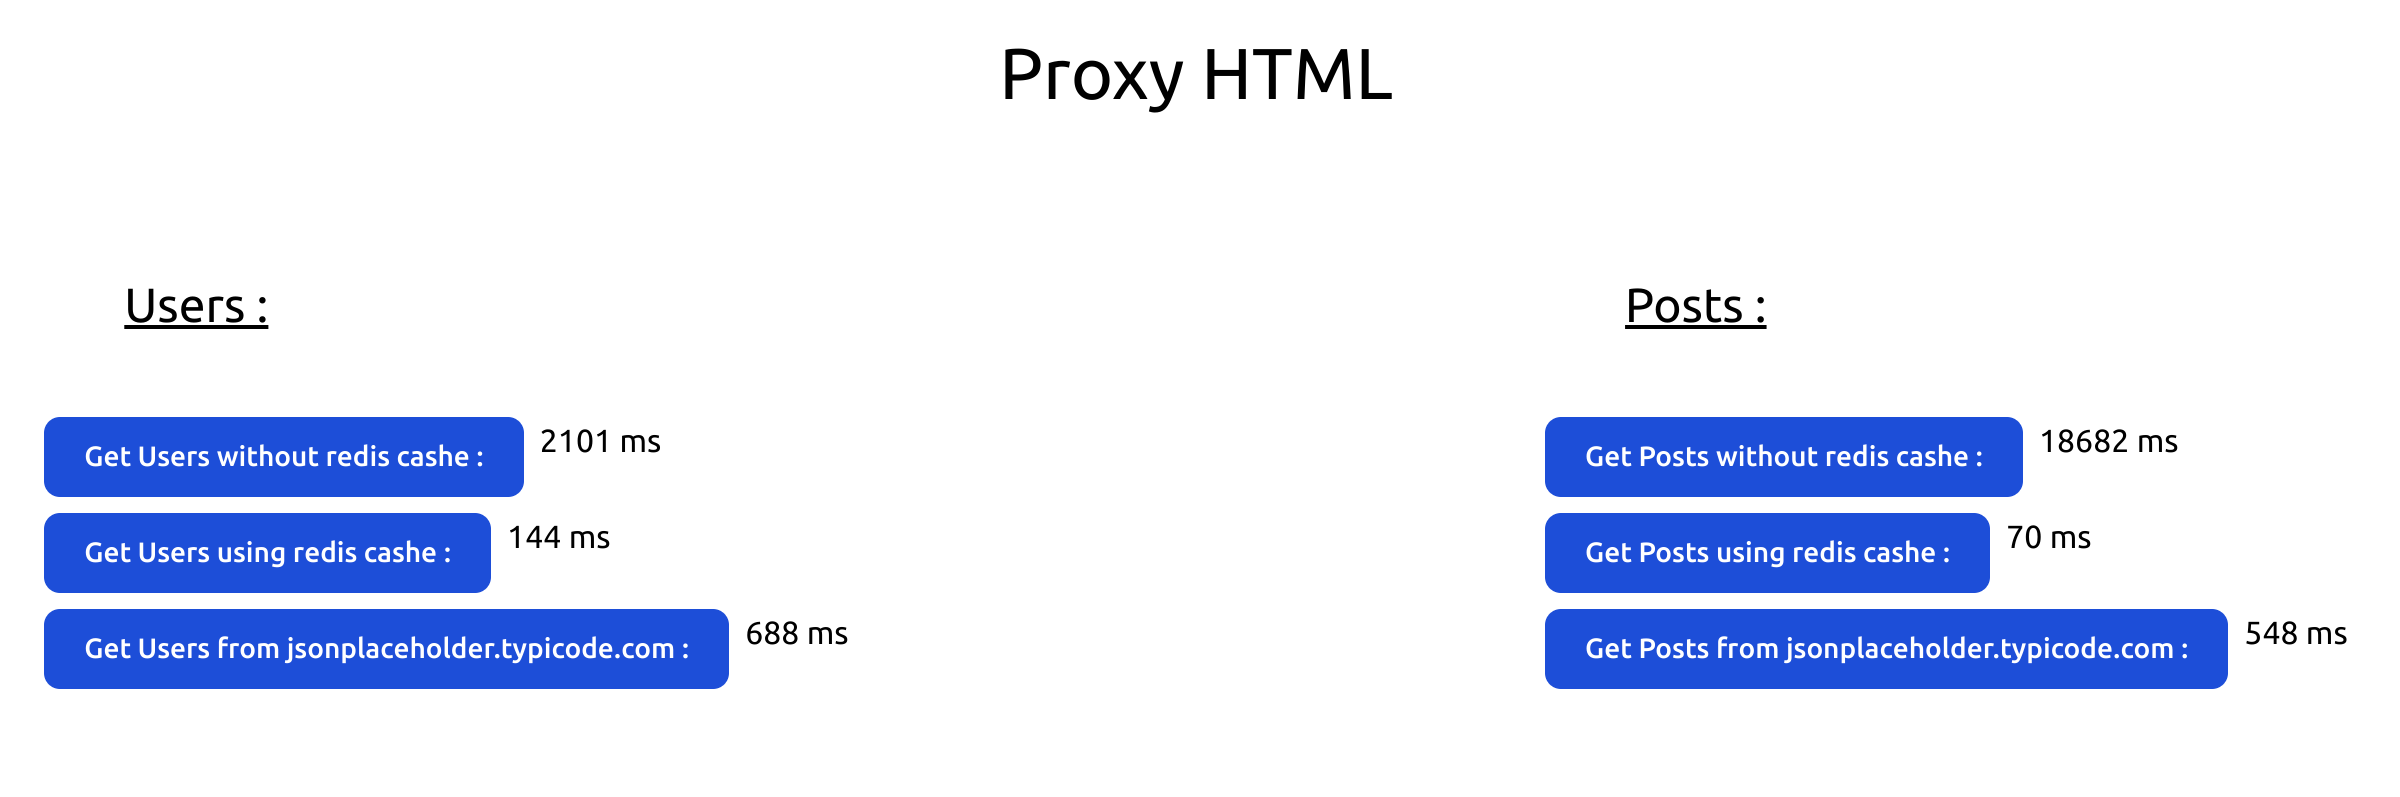 Proxy HTML
Users :
Get Users without redis cashe : 2101 ms
Get Users using redis cashe : 144 ms
Get Users from jsonplaceholder.typicode.com : 688 ms
Posts :
Get Posts without redis cashe : 18682 ms
Get Posts using redis cashe : 70 ms
Get Posts from jsonplaceholder.typicode.com : 548 ms